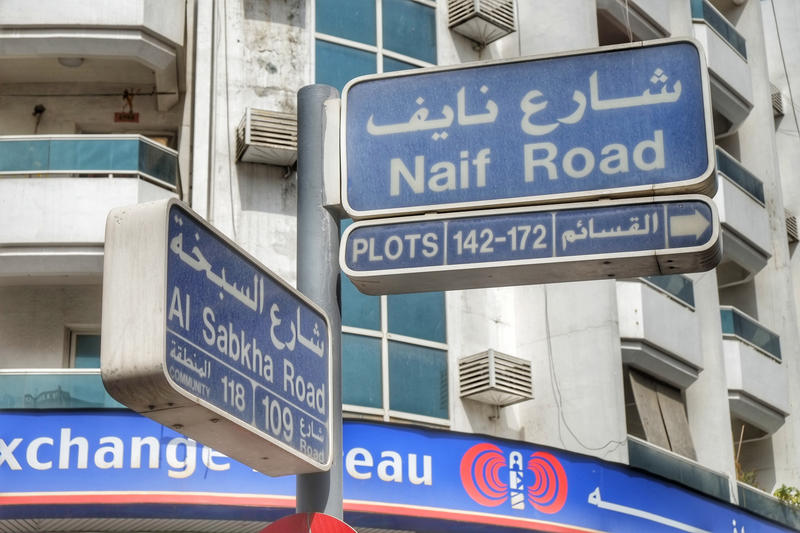 شارع نايف
Naif Road
PLOTS 142-172 القسائم
شارع السبخة
Al Sabkha Road
المنطقة COMMUNITY 118 109 شارع Road
xchange eau
AEE